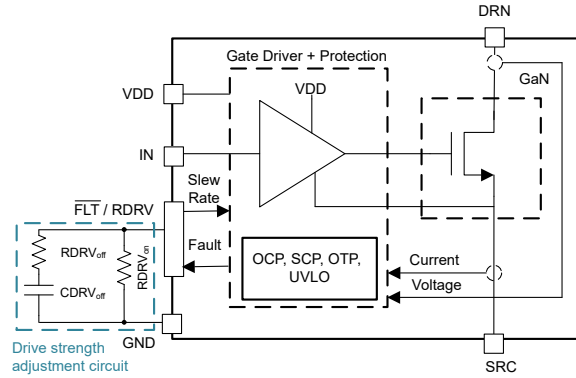 DRN
Gate Driver + Protection
GaN
VDD
VDD
IN
Slew
Rate
FLT / RDRV
Fault
RDRVoff
RDRVon
CDRVoff
OCP, SCP, OTP,
UVLO
Current
Voltage
GND
SRC
Drive strength
adjustment circuit